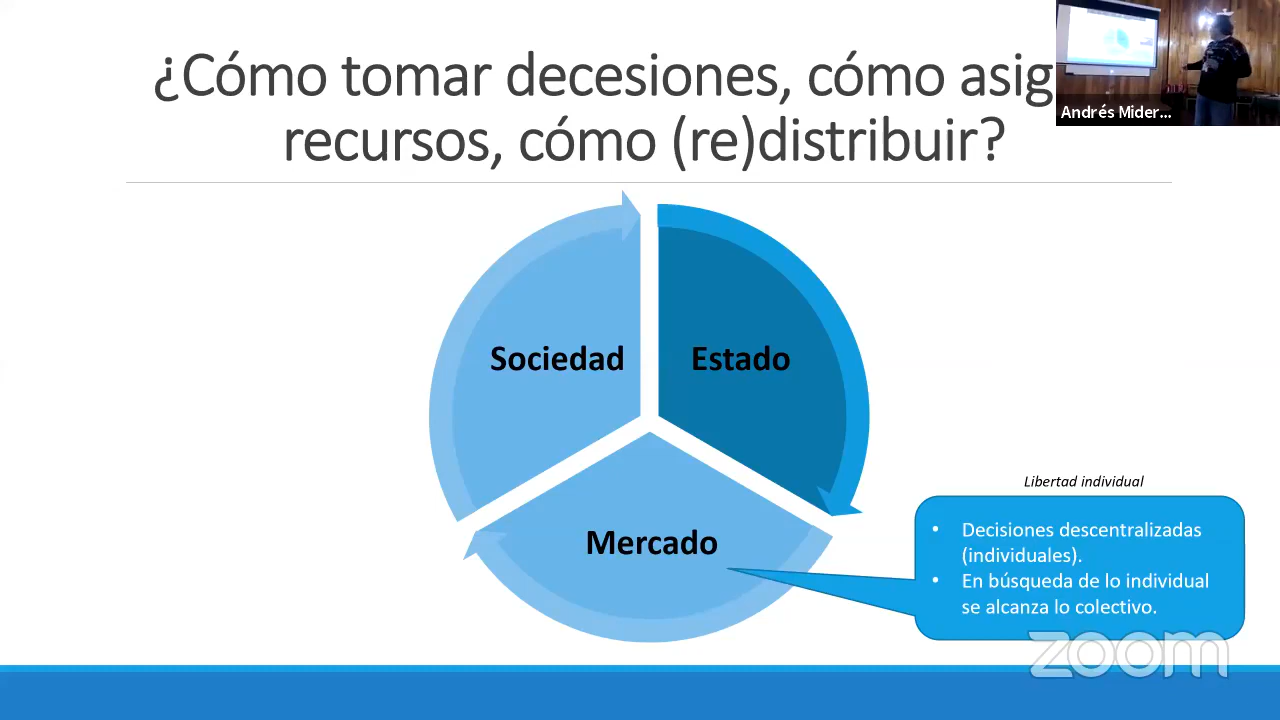 ¿Cómo tomar decesiones, cómo asig
recursos, cómo (re)distribuir?
Andrés Mider...
Sociedad
Estado
Mercado
Libertad individual
• Decisiones descentralizadas
(individuales).
• En búsqueda de lo individual
se alcanza lo colectivo.
zoom